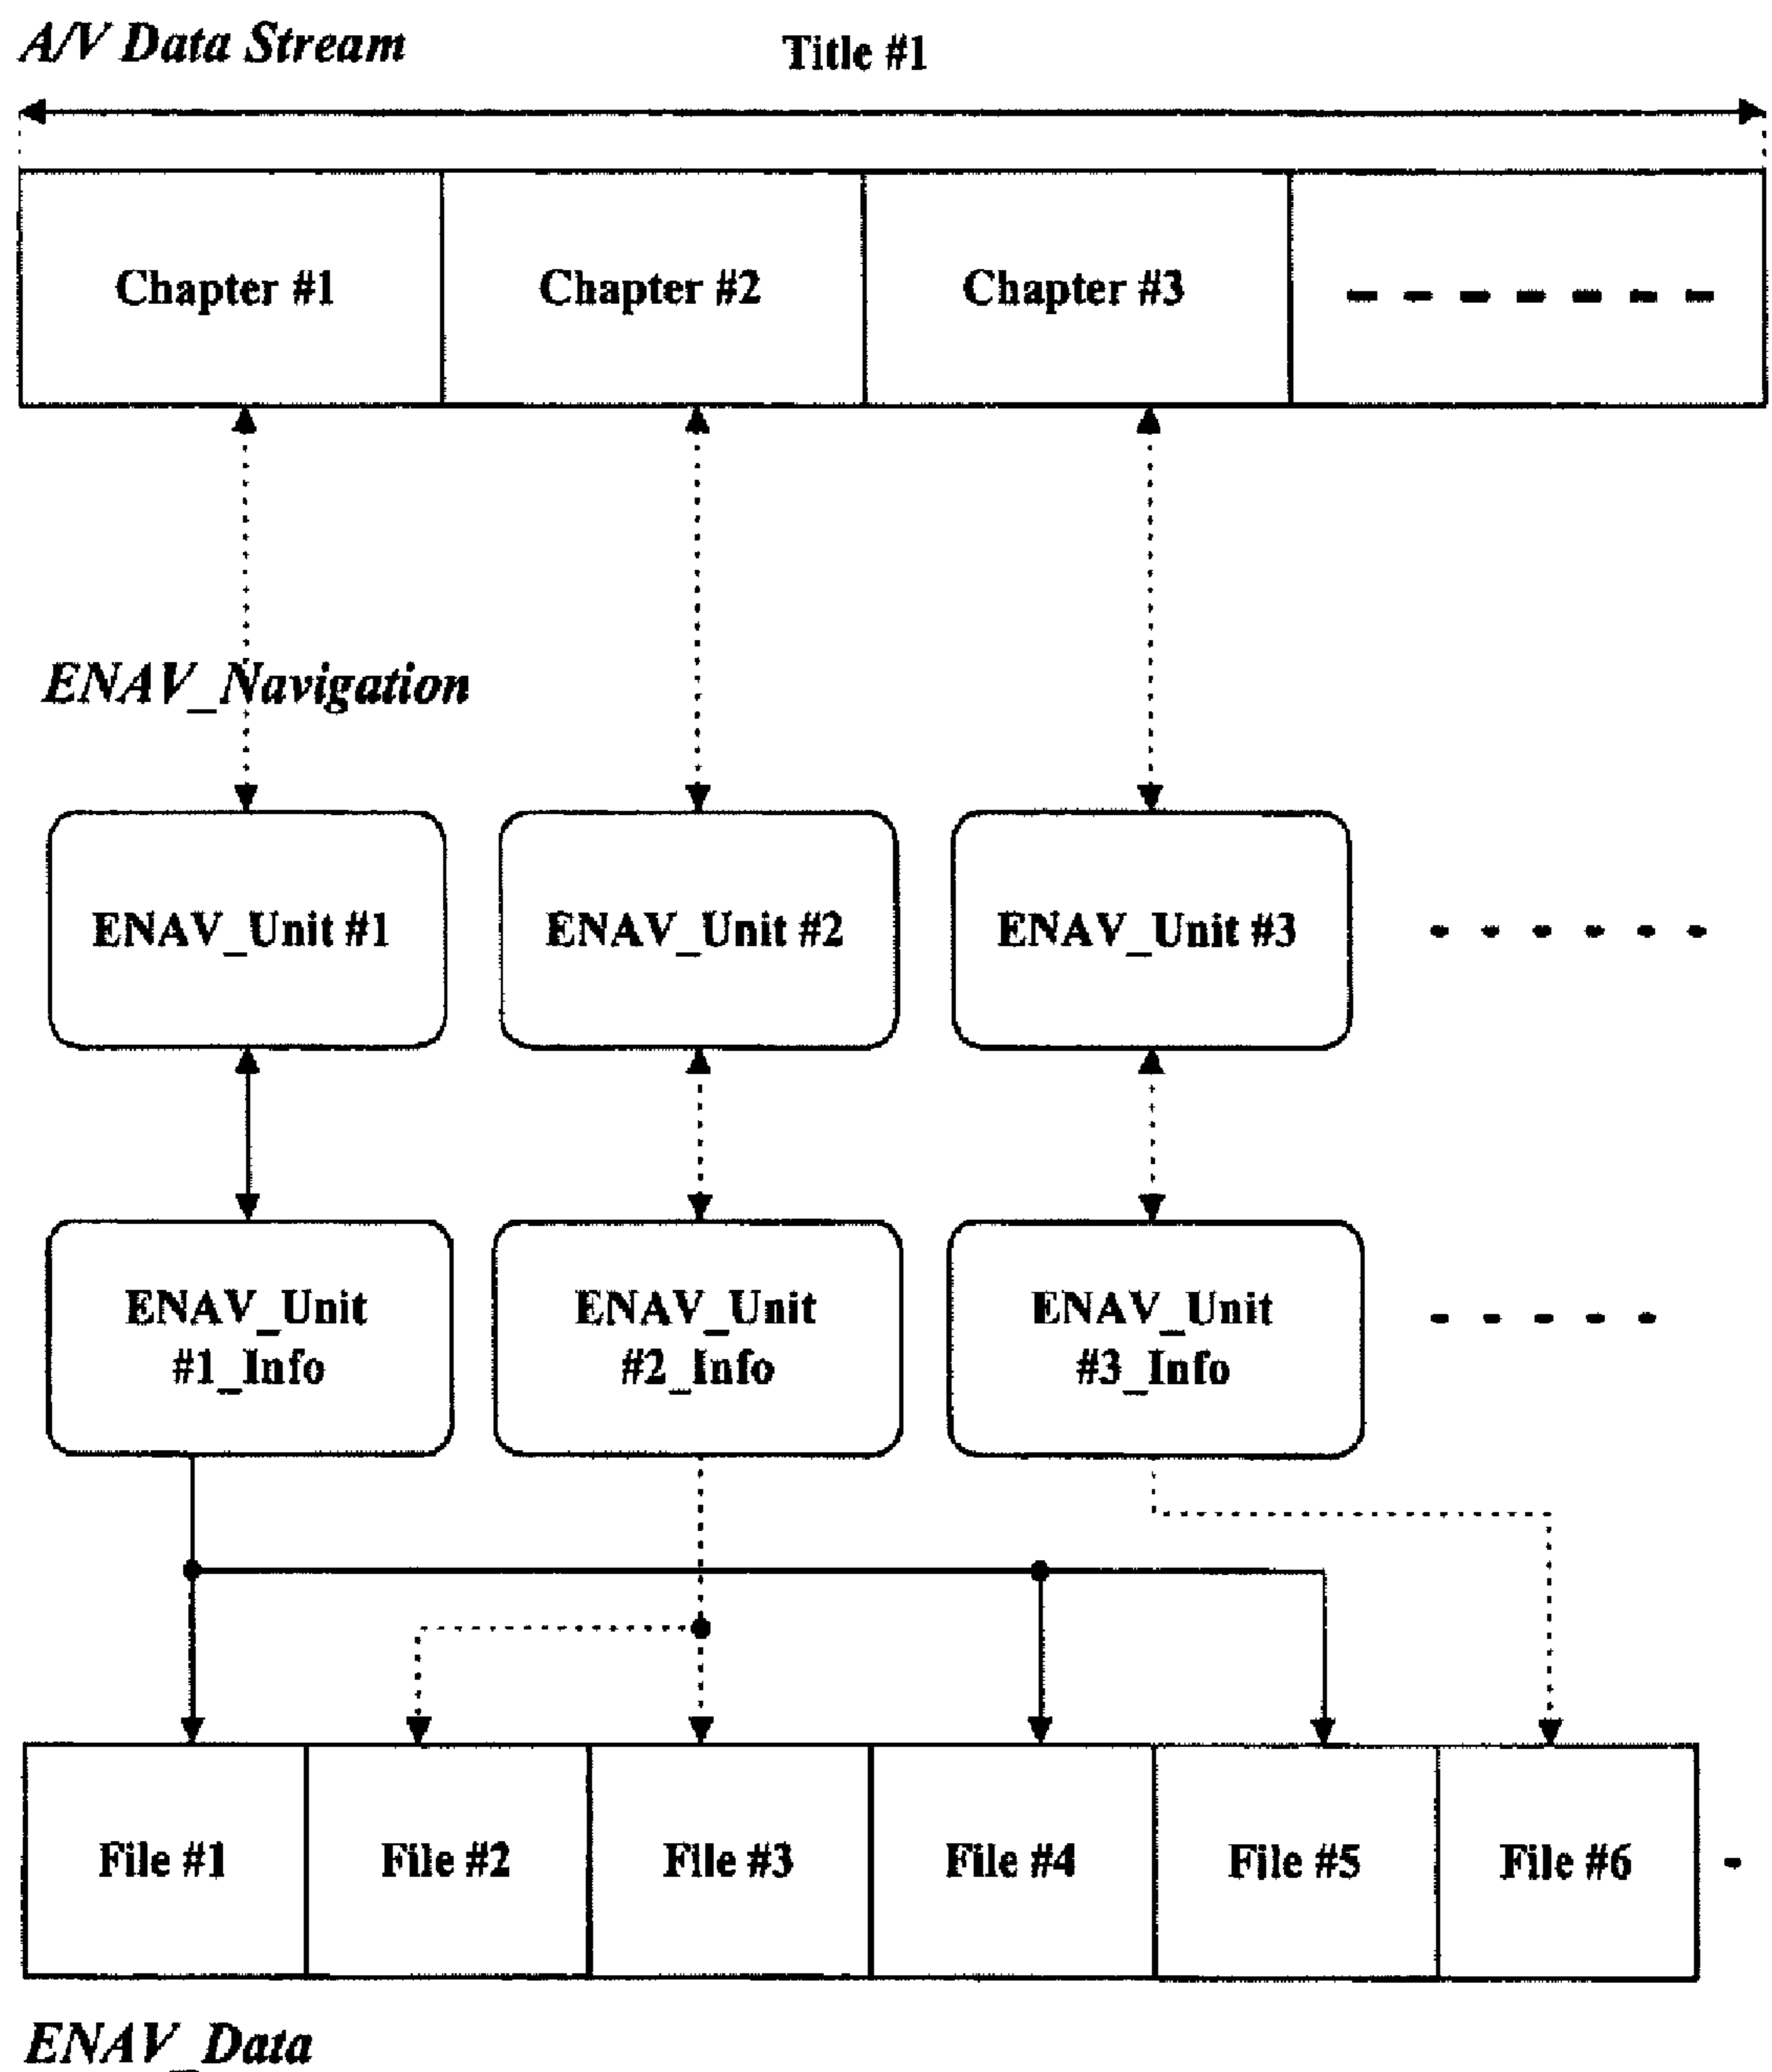 A/V Data Stream
Title #1
Chapter #1
Chapter #2
Chapter #3
ENAV_Navigation
ENAV_Unit #1
ENAV_Unit #2
ENAV_Unit #3
ENAV_Unit
#1_Info
ENAV_Unit
#2_Info
ENAV_Unit
#3_Info
File #1
File #2
File #3
File #4
File #5
File #6
ENAV_Data